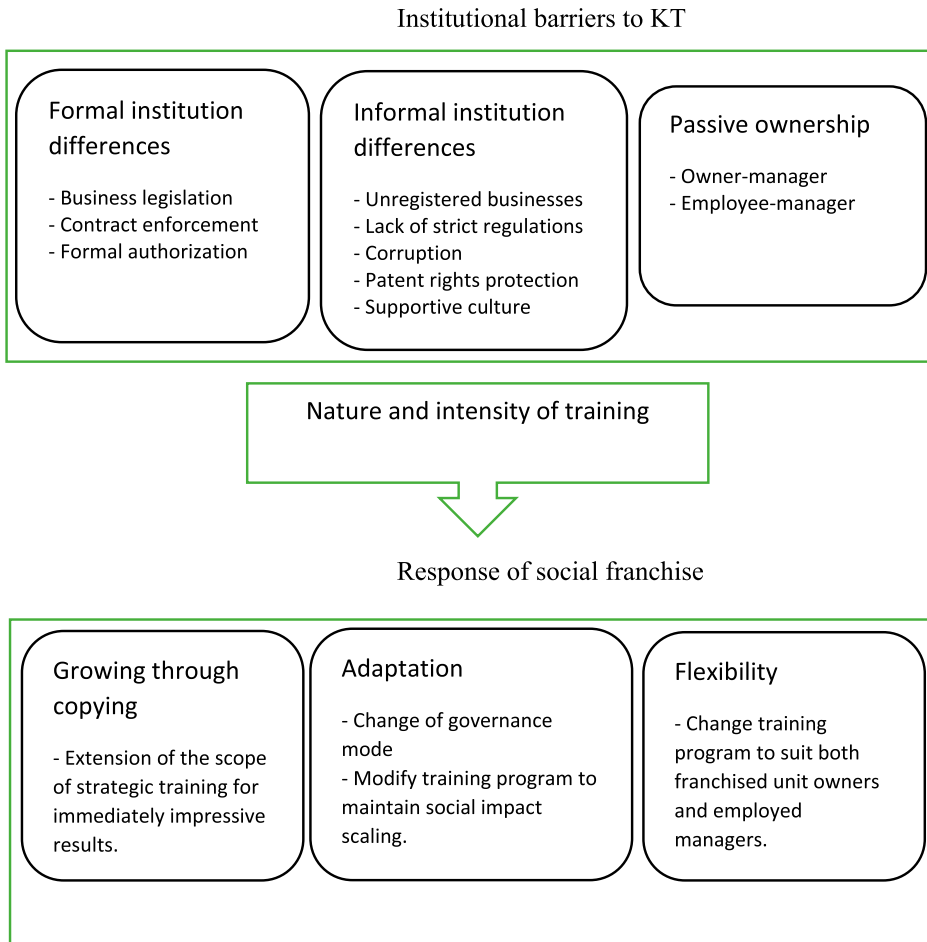 Institutional barriers to KT
Formal institution
differences
- Business legislation
- Contract enforcement
- Formal authorization
Informal institution
differences
- Unregistered businesses
- Lack of strict regulations
- Corruption
- Patent rights protection
- Supportive culture
Passive ownership
- Owner-manager
- Employee-manager
Nature and intensity of training
Response of social franchise
Growing through
copying
- Extension of the scope
of strategic training for
immediately impressive
results.
Adaptation
- Change of governance
mode
- Modify training program to
maintain social impact
scaling.
Flexibility
- Change training
program to suit both
franchised unit owners
and employed
managers.